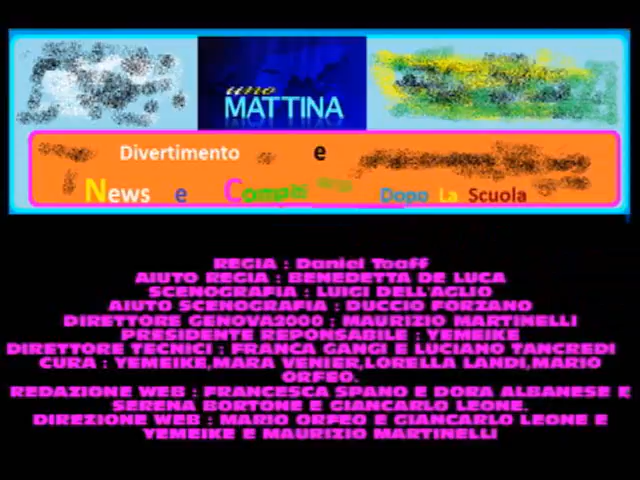 uno
MATTINA
Divertimento e
News e Compiti Dopo La Scuola
REGIA : Daniel Toaff
AIUTO REGIA : BENEDETTA DE LUCA
SCENOGRAFIA : LUIGI DELL'AGLIO
AIUTO SCENOGRAFIA : DUCCIO FORZANO
DIRETTORE GENOVA2000 : MAURIZIO MARTINELLI
PRESIDENTE REPONSABILE : YEMEIKE
DIRETTORE TECNICI : FRANCA GANGI E LUCIANO TANCREDI
CURA : YEMEIKE,MARA VENIER,LORELLA LANDI,MARIO
ORFEO.
REDAZIONE WEB : FRANCESCA SPANO E DORA ALBANESE E
SERENA BORTONE E GIANCARLO LEONE.
DIREZIONE WEB : MARIO ORFEO E GIANCARLO LEONE E
YEMEIKE E MAURIZIO MARTINELLI